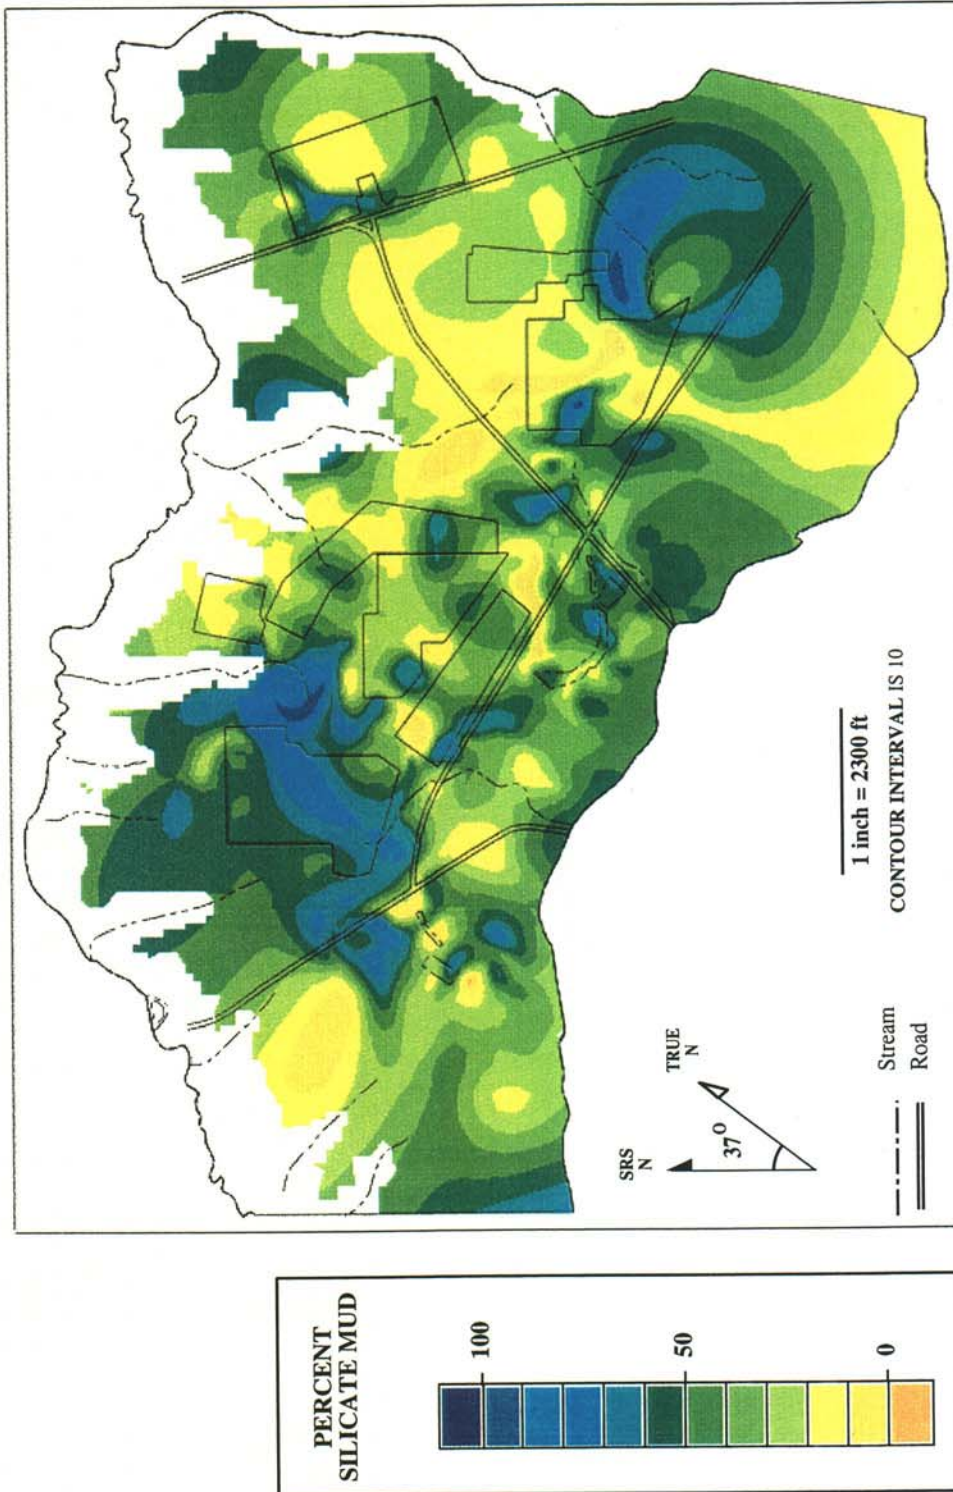 TRUE
N
SRS
N
37°
1 inch = 2300 ft
Stream
Road
CONTOUR INTERVAL IS 10
PERCENT
SILICATE MUD
100
50
0